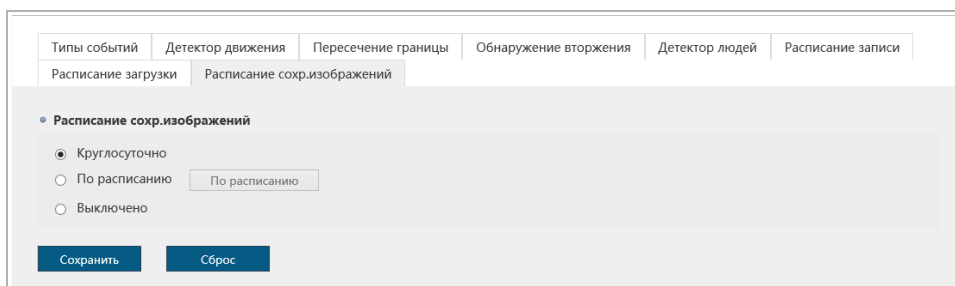 Типы событий Детектор движения Пересечение границы Обнаружение вторжения Детектор людей Расписание записи
Расписание загрузки Расписание сохр.изображений
Расписание сохр.изображений
Круглосуточно
По расписанию По расписанию
Выключено
Сохранить Сброс